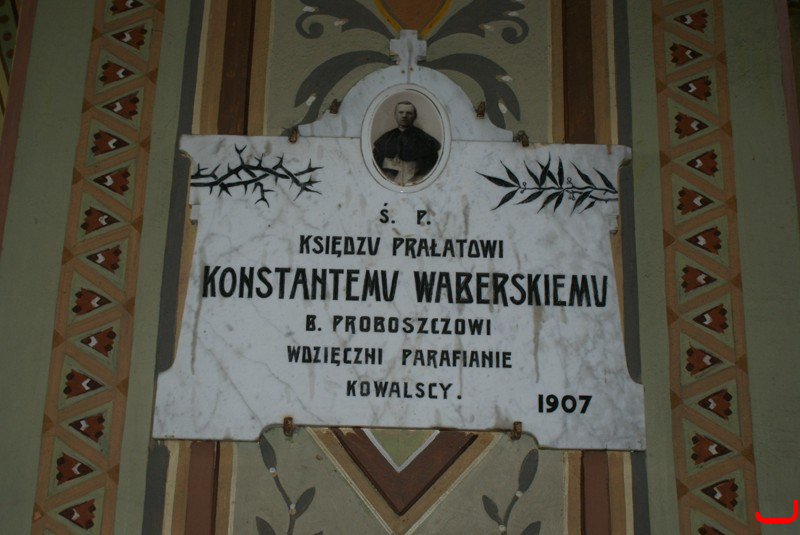 Ś. P.
KSIĘDZU PRAŁATOWI
KONSTANTEMU WABERSKIEMU
B. PROBOSZCZOWI
WDZIĘCZNI PARAFIANIE
KOWALSCY.
1907